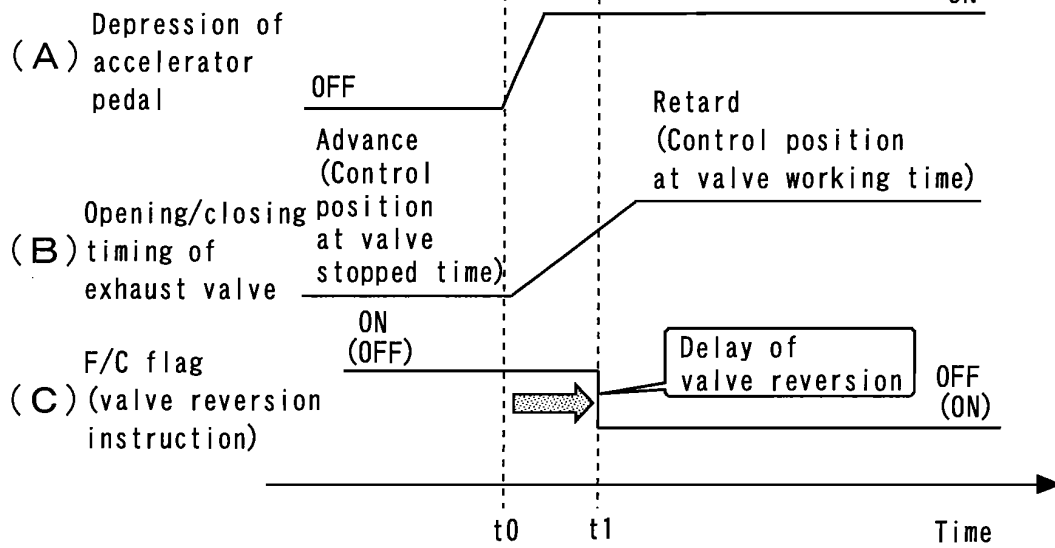 ON
(A)
Depression of
accelerator
pedal
OFF
Advance
(Control
position
at valve
stopped time)
Retard
(Control position
at valve working time)
(B)
Opening/closing
timing of
exhaust valve
ON
(OFF)
(C)
F/C flag
(valve reversion
instruction)
Delay of
valve reversion
OFF
(ON)
t0
t1
Time